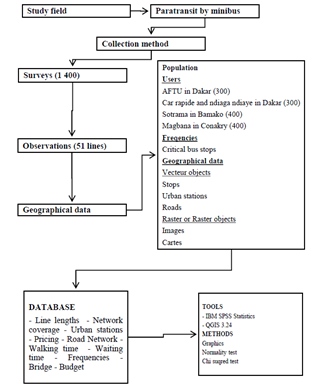 Study field
Paratransit by minibus
Collection method
Surveys (1 400)
Population
Users
AFTU in Dakar (300)
Car rapide and ndiaga ndiaye in Dakar (300)
Sotrama in Bamako (400)
Magbana in Conakry (400)
Freqencies
Critical bus stops
Geographical data
Vecteur objects
Stops
Urban stations
Roads
Raster or Raster objects
Images
Cartes
Observations (51 lines)
Geographical data
DATABASE
- Line lengths - Network
coverage - Urban stations
- Pricing - Road Network -
Walking time - Waiting
time - Frequencies -
Bridge - Budget
TOOLS
- IBM SPSS Statistics
- QGIS 3.24
METHODS
Graphics
Normality test
Chi suqred test